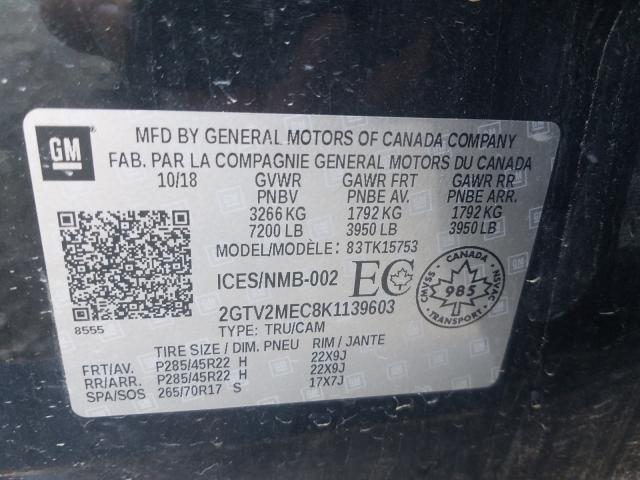 GM
MFD BY GENERAL MOTORS OF CANADA COMPANY
FAB. PAR LA COMPAGNIE GENERAL MOTORS DU CANADA
10/18 GVWR GAWR FRT GAWR RR
PNBV PNBE AV. PNBE ARR.
3266 KG 1792 KG 1792 KG
7200 LB 3950 LB 3950 LB
MODEL/MODÈLE: 83TK15753
ICES/NMB-002 EC
CANADA
CMVSS 985 NSVAC
TRANSPORT
8555
2GTV2MEC8K1139603
TYPE: TRU/CAM
TIRE SIZE / DIM. PNEU RIM / JANTE
FRT/AV. P285/45R22 H 22X9J
RR/ARR. P285/45R22 H 22X9J
SPA/SOS 265/70R17 S 17X7J